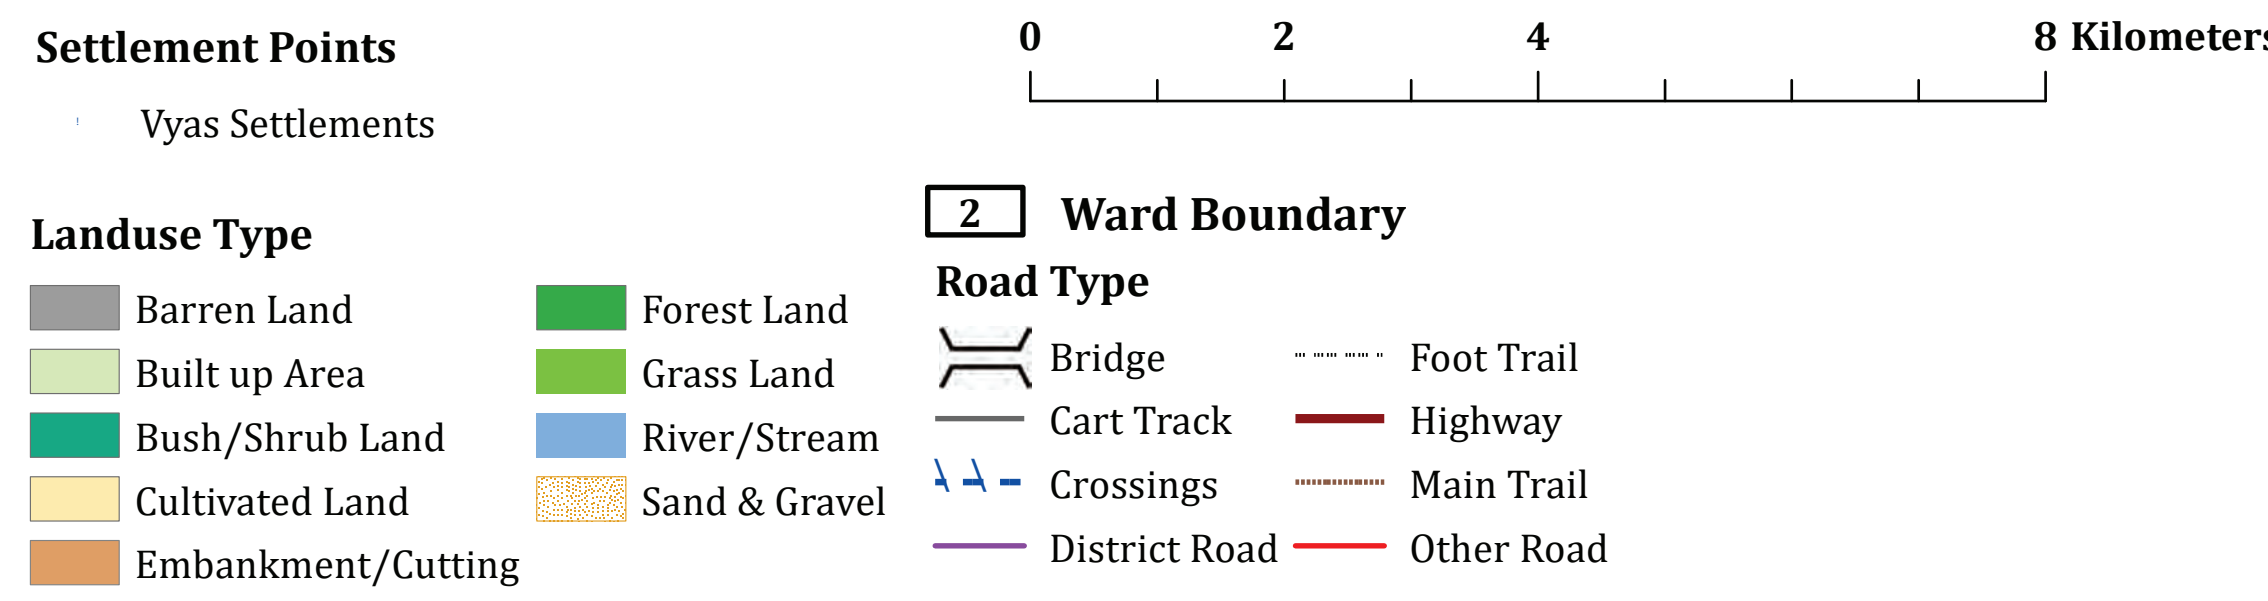 Settlement Points
Vyas Settlements
0 2 4 8 Kilometers
Landuse Type
Barren Land
Built up Area
Bush/Shrub Land
Cultivated Land
Embankment/Cutting
Forest Land
Grass Land
River/Stream
Sand & Gravel
2 Ward Boundary
Road Type
Bridge
Cart Track
Crossings
District Road
Foot Trail
Highway
Main Trail
Other Road